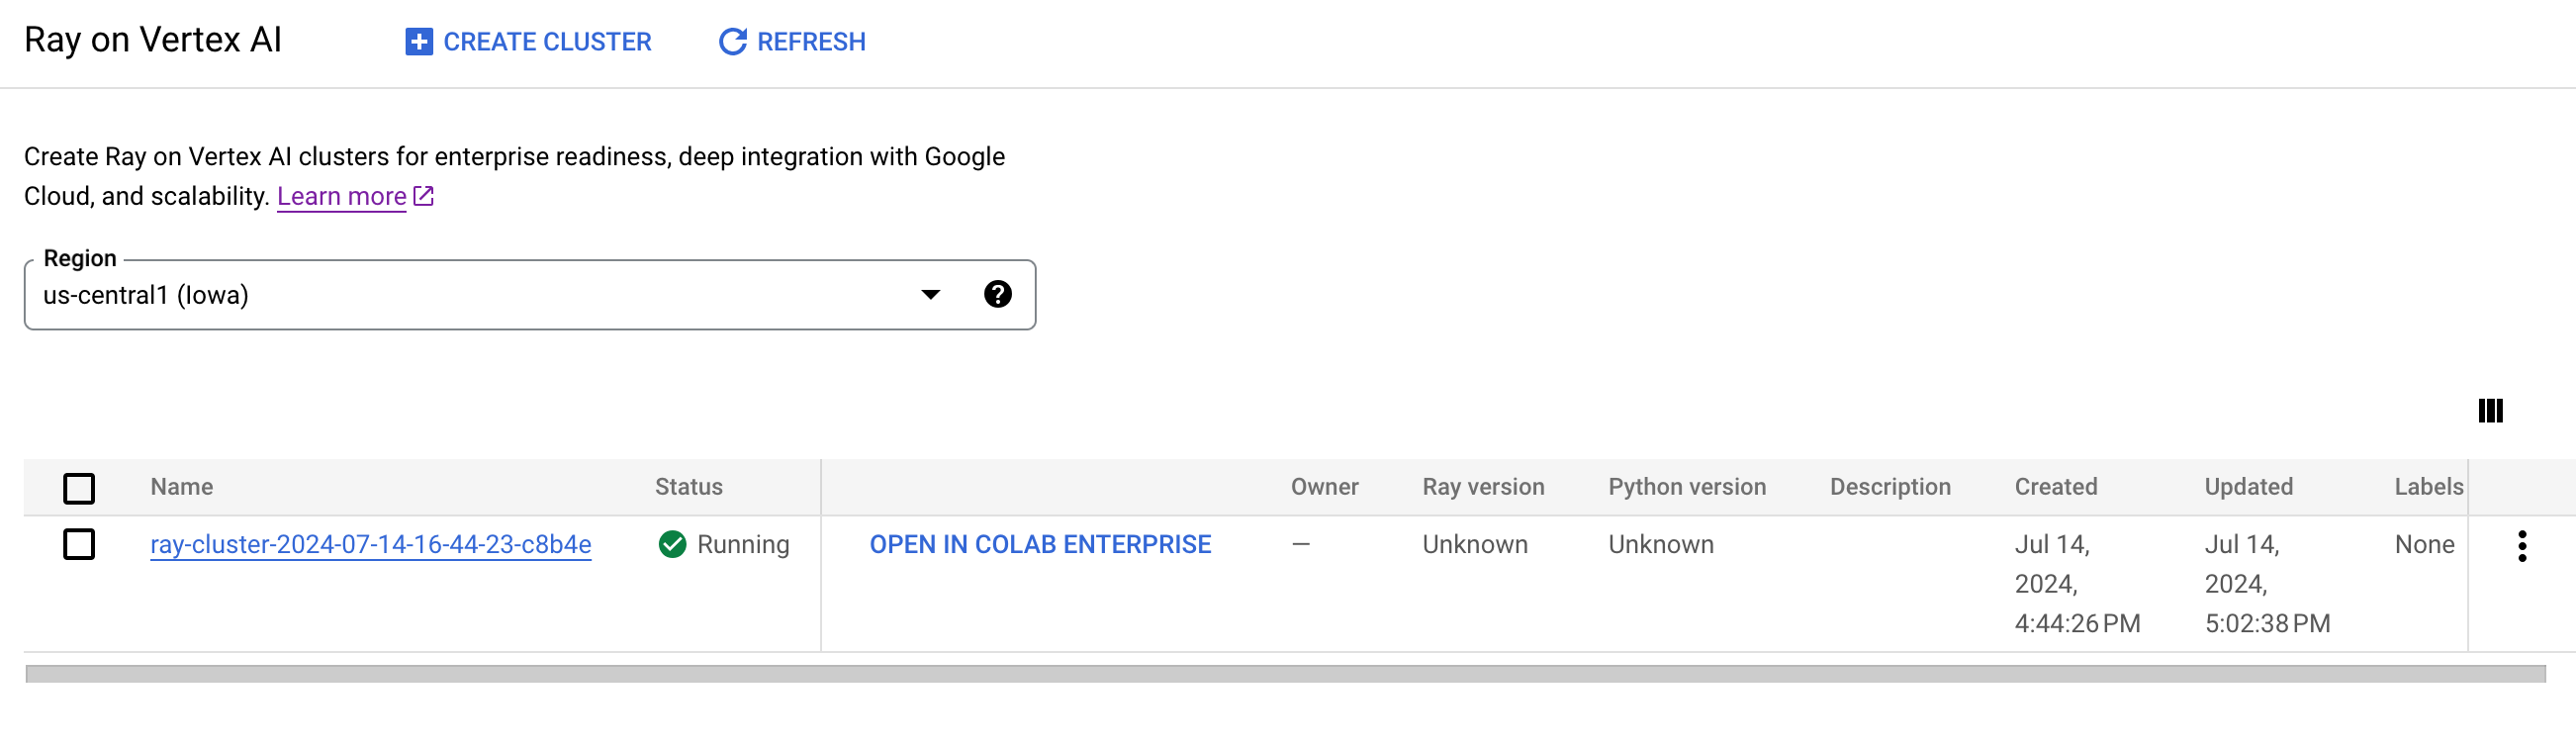 Ray on Vertex AI
CREATE CLUSTER
REFRESH
Create Ray on Vertex AI clusters for enterprise readiness, deep integration with Google
Cloud, and scalability. Learn more
Region
us-central1 (Iowa)
Name Status Owner Ray version Python version Description Created Updated Labels
ray-cluster-2024-07-14-16-44-23-c8b4e Running OPEN IN COLAB ENTERPRISE — Unknown Unknown Jul 14, Jul 14, None
2024, 2024,
4:44:26 PM 5:02:38 PM